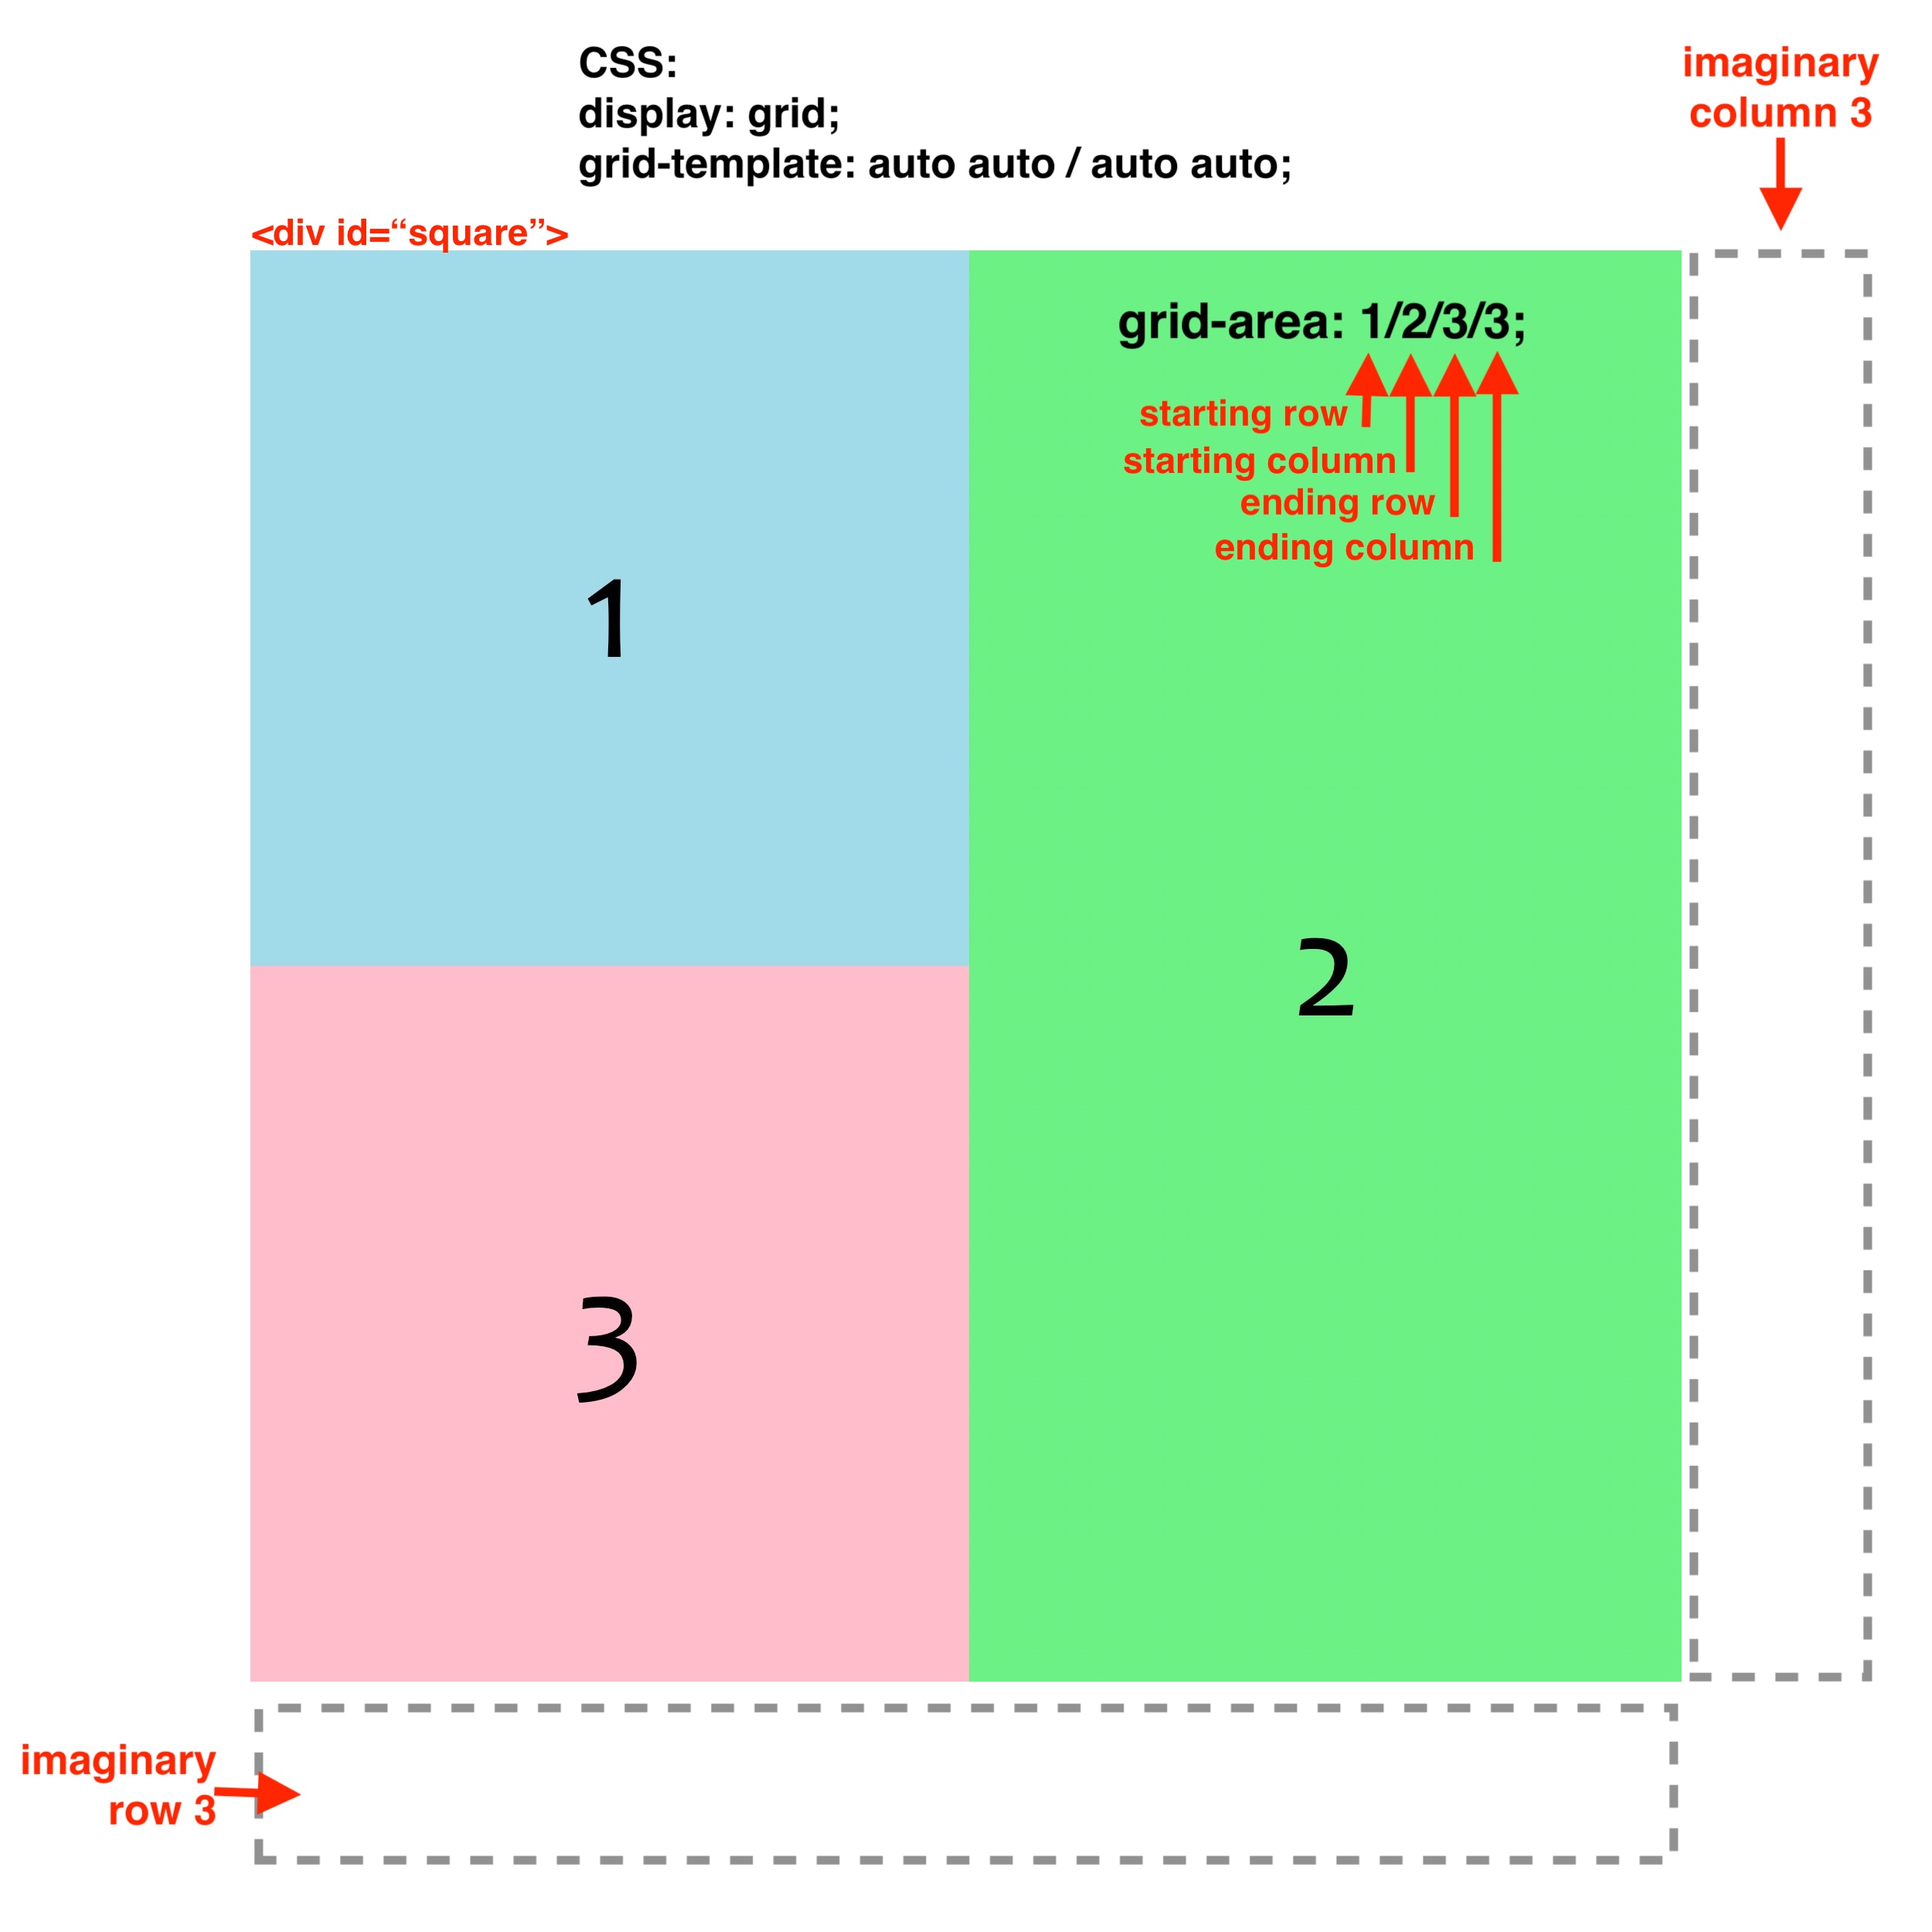 CSS:
display: grid;
grid-template: auto auto / auto auto;
imaginary
column 3
<div id=“square”>
grid-area: 1/2/3/3;
starting row
starting column
ending row
ending column
1
2
3
imaginary
row 3